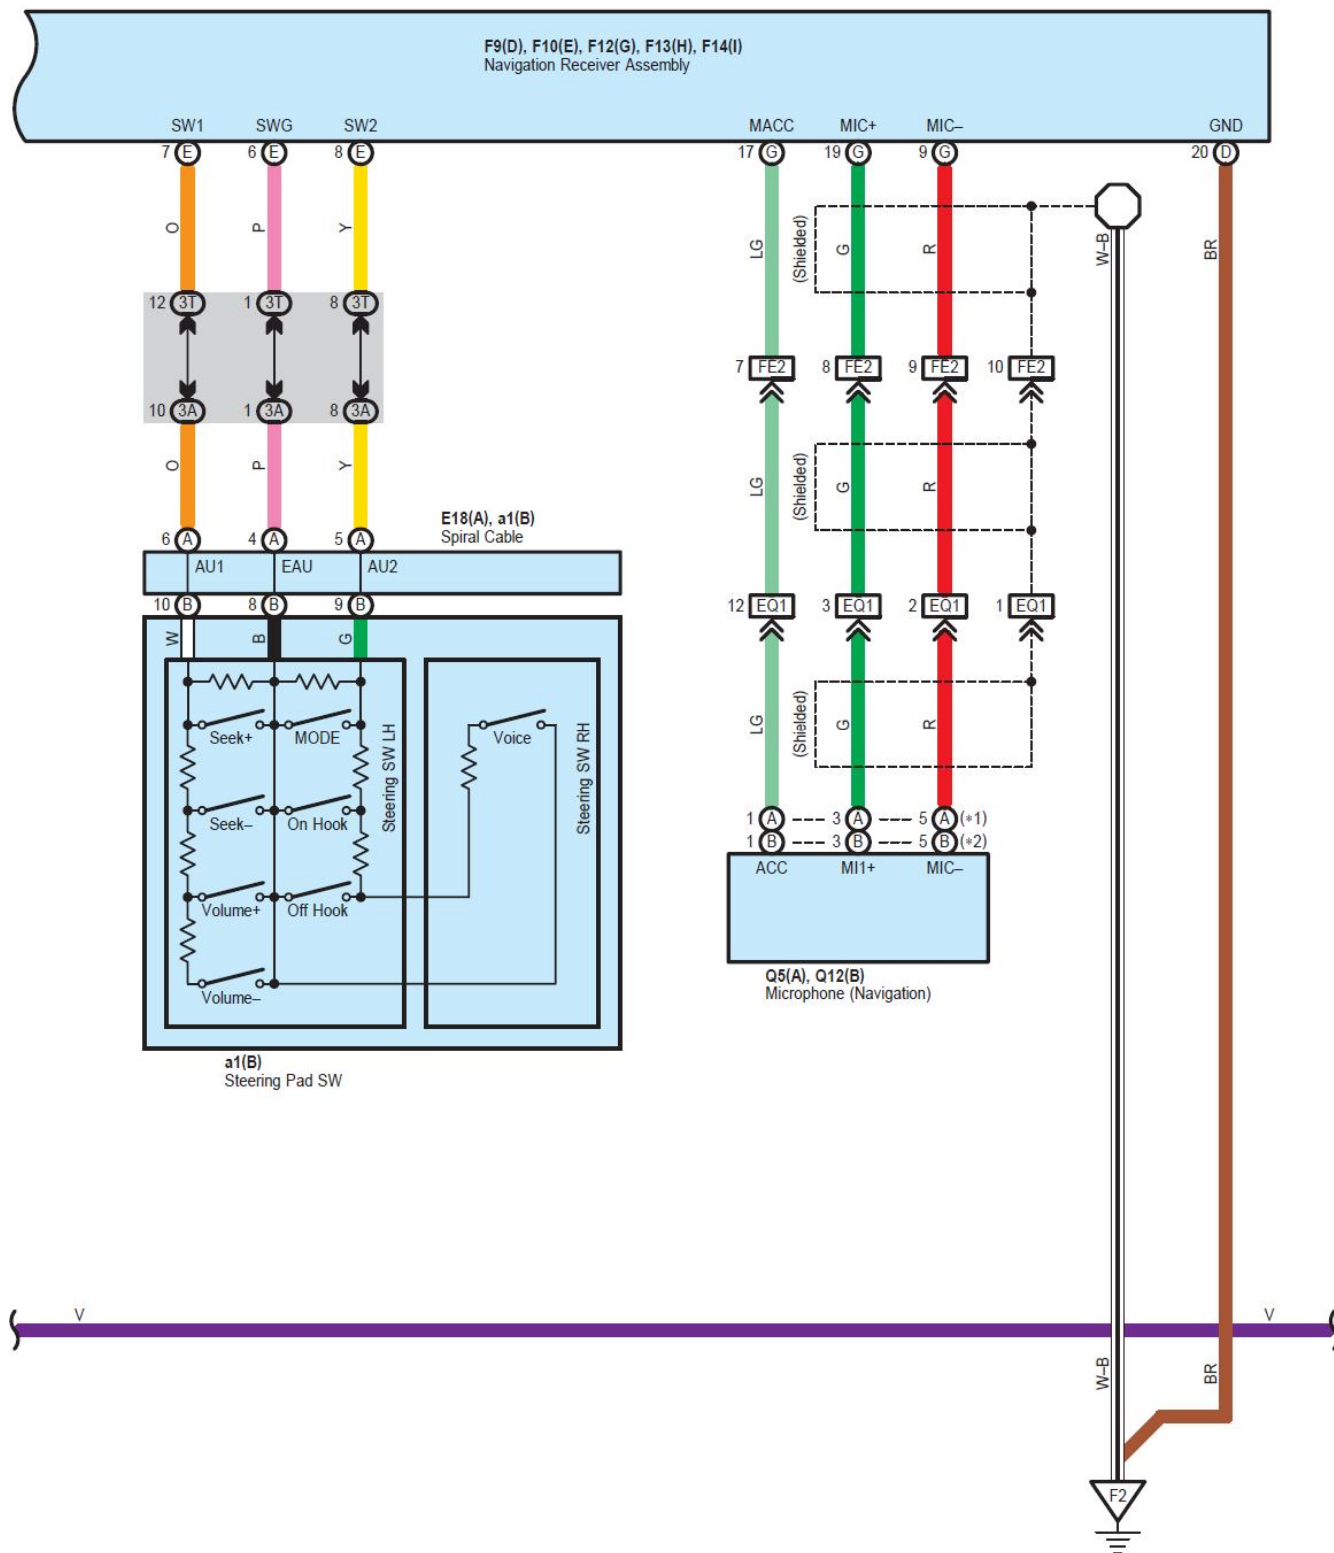 F9(D), F10(E), F12(G), F13(H), F14(I)
Navigation Receiver Assembly
SW1 SWG SW2 MACC MIC+ MIC– GND
7 E 6 E 8 E 17 G 19 G 9 G 20 D
O P Y LG (Shielded) G R W–B BR
12 3T 1 3T 8 3T
7 FE2 8 FE2 9 FE2 10 FE2
10 3A 1 3A 8 3A
O P Y LG (Shielded) G R
E18(A), a1(B)
Spiral Cable
6 A 4 A 5 A
AU1 EAU AU2
10 B 8 B 9 B 12 EQ1 3 EQ1 2 EQ1 1 EQ1
W B G
Seek+ MODE Voice
Steering SW LH
Steering SW RH
LG (Shielded) G R
Seek– On Hook
1 A 3 A 5 A (*1)
1 B 3 B 5 B (*2)
ACC MI1+ MIC–
Volume+ Off Hook
Q5(A), Q12(B)
Microphone (Navigation)
Volume–
a1(B)
Steering Pad SW
V V
W–B BR
F2